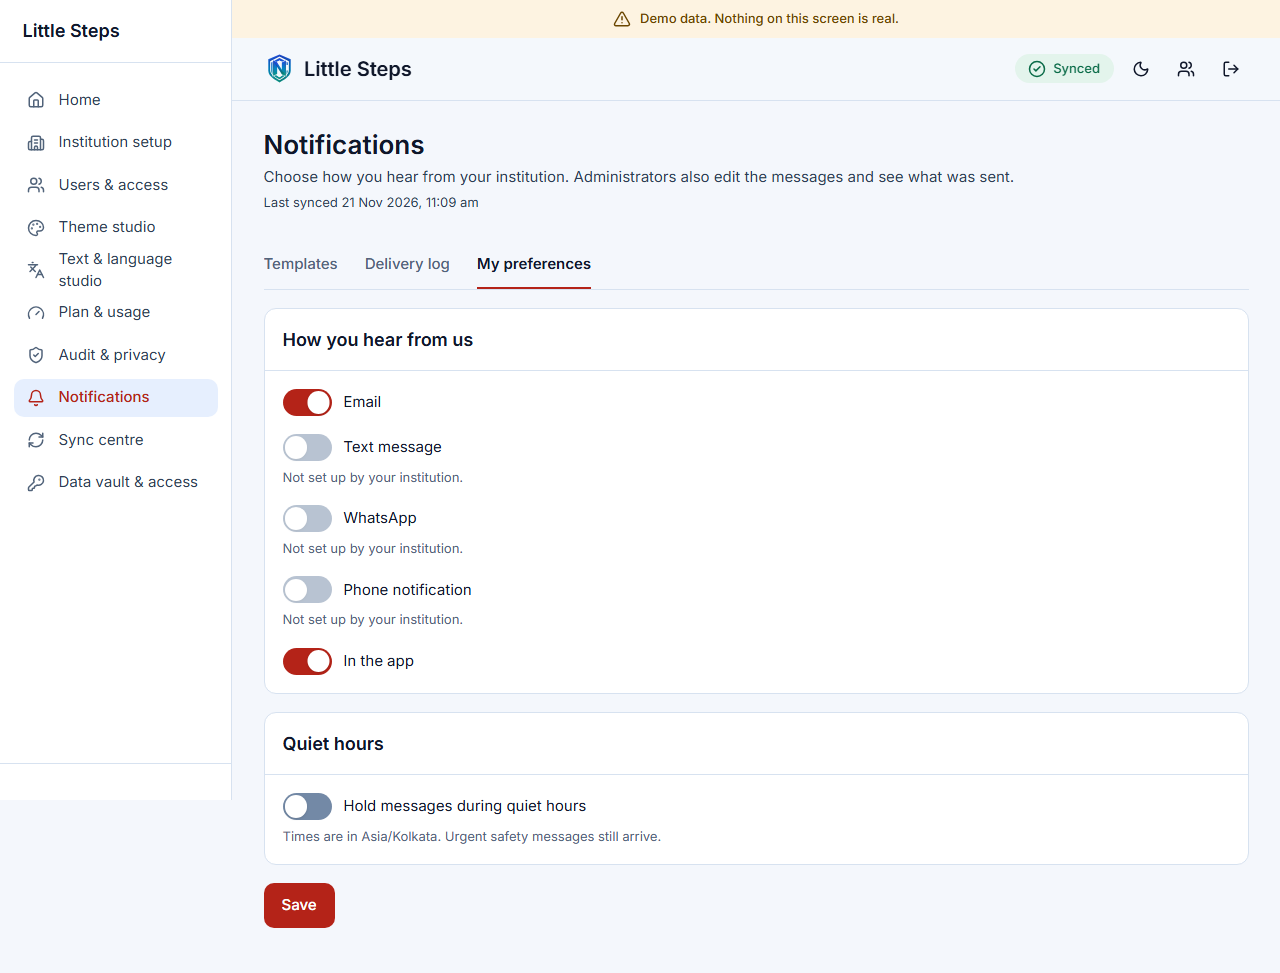 Little Steps
Home
Institution setup
Users & access
Theme studio
Text & language
studio
Plan & usage
Audit & privacy
Notifications
Sync centre
Data vault & access
Demo data. Nothing on this screen is real.
Little Steps
Synced
Notifications
Choose how you hear from your institution. Administrators also edit the messages and see what was sent.
Last synced 21 Nov 2026, 11:09 am
Templates
Delivery log
My preferences
How you hear from us
Email
Text message
Not set up by your institution.
WhatsApp
Not set up by your institution.
Phone notification
Not set up by your institution.
In the app
Quiet hours
Hold messages during quiet hours
Times are in Asia/Kolkata. Urgent safety messages still arrive.
Save